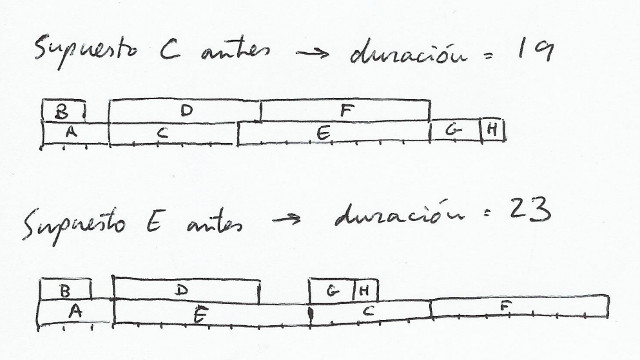 Supuesto C antes → duración = 19
B D F
A C E G H
Supuesto E antes → duración = 23
B D G H
A E C F